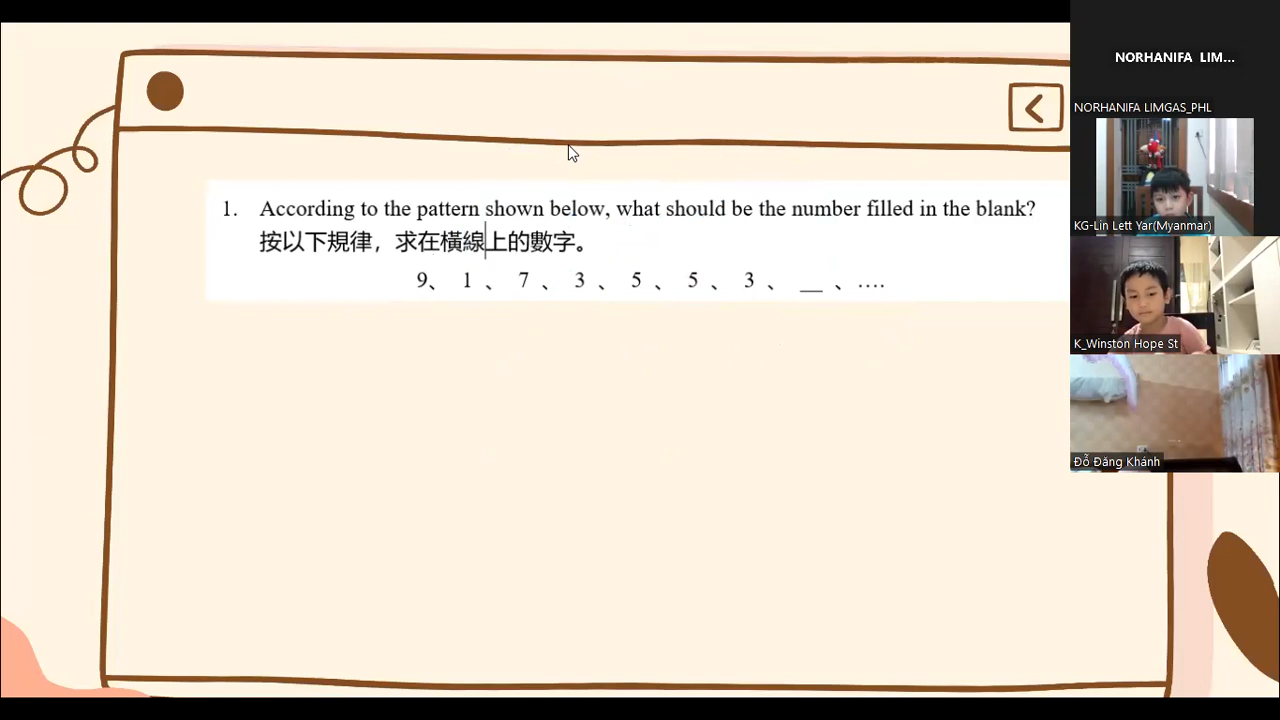 NORHANIFA LIM...
NORHANIFA LIMGAS_PHL
KG-Lin Lett Yar(Myanmar)
K_Winston Hope St
Đỗ Đăng Khánh
1. According to the pattern shown below, what should be the number filled in the blank?
按以下規律，求在橫線上的數字。
9、 1 、 7 、 3 、 5 、 5 、 3 、 __ 、….